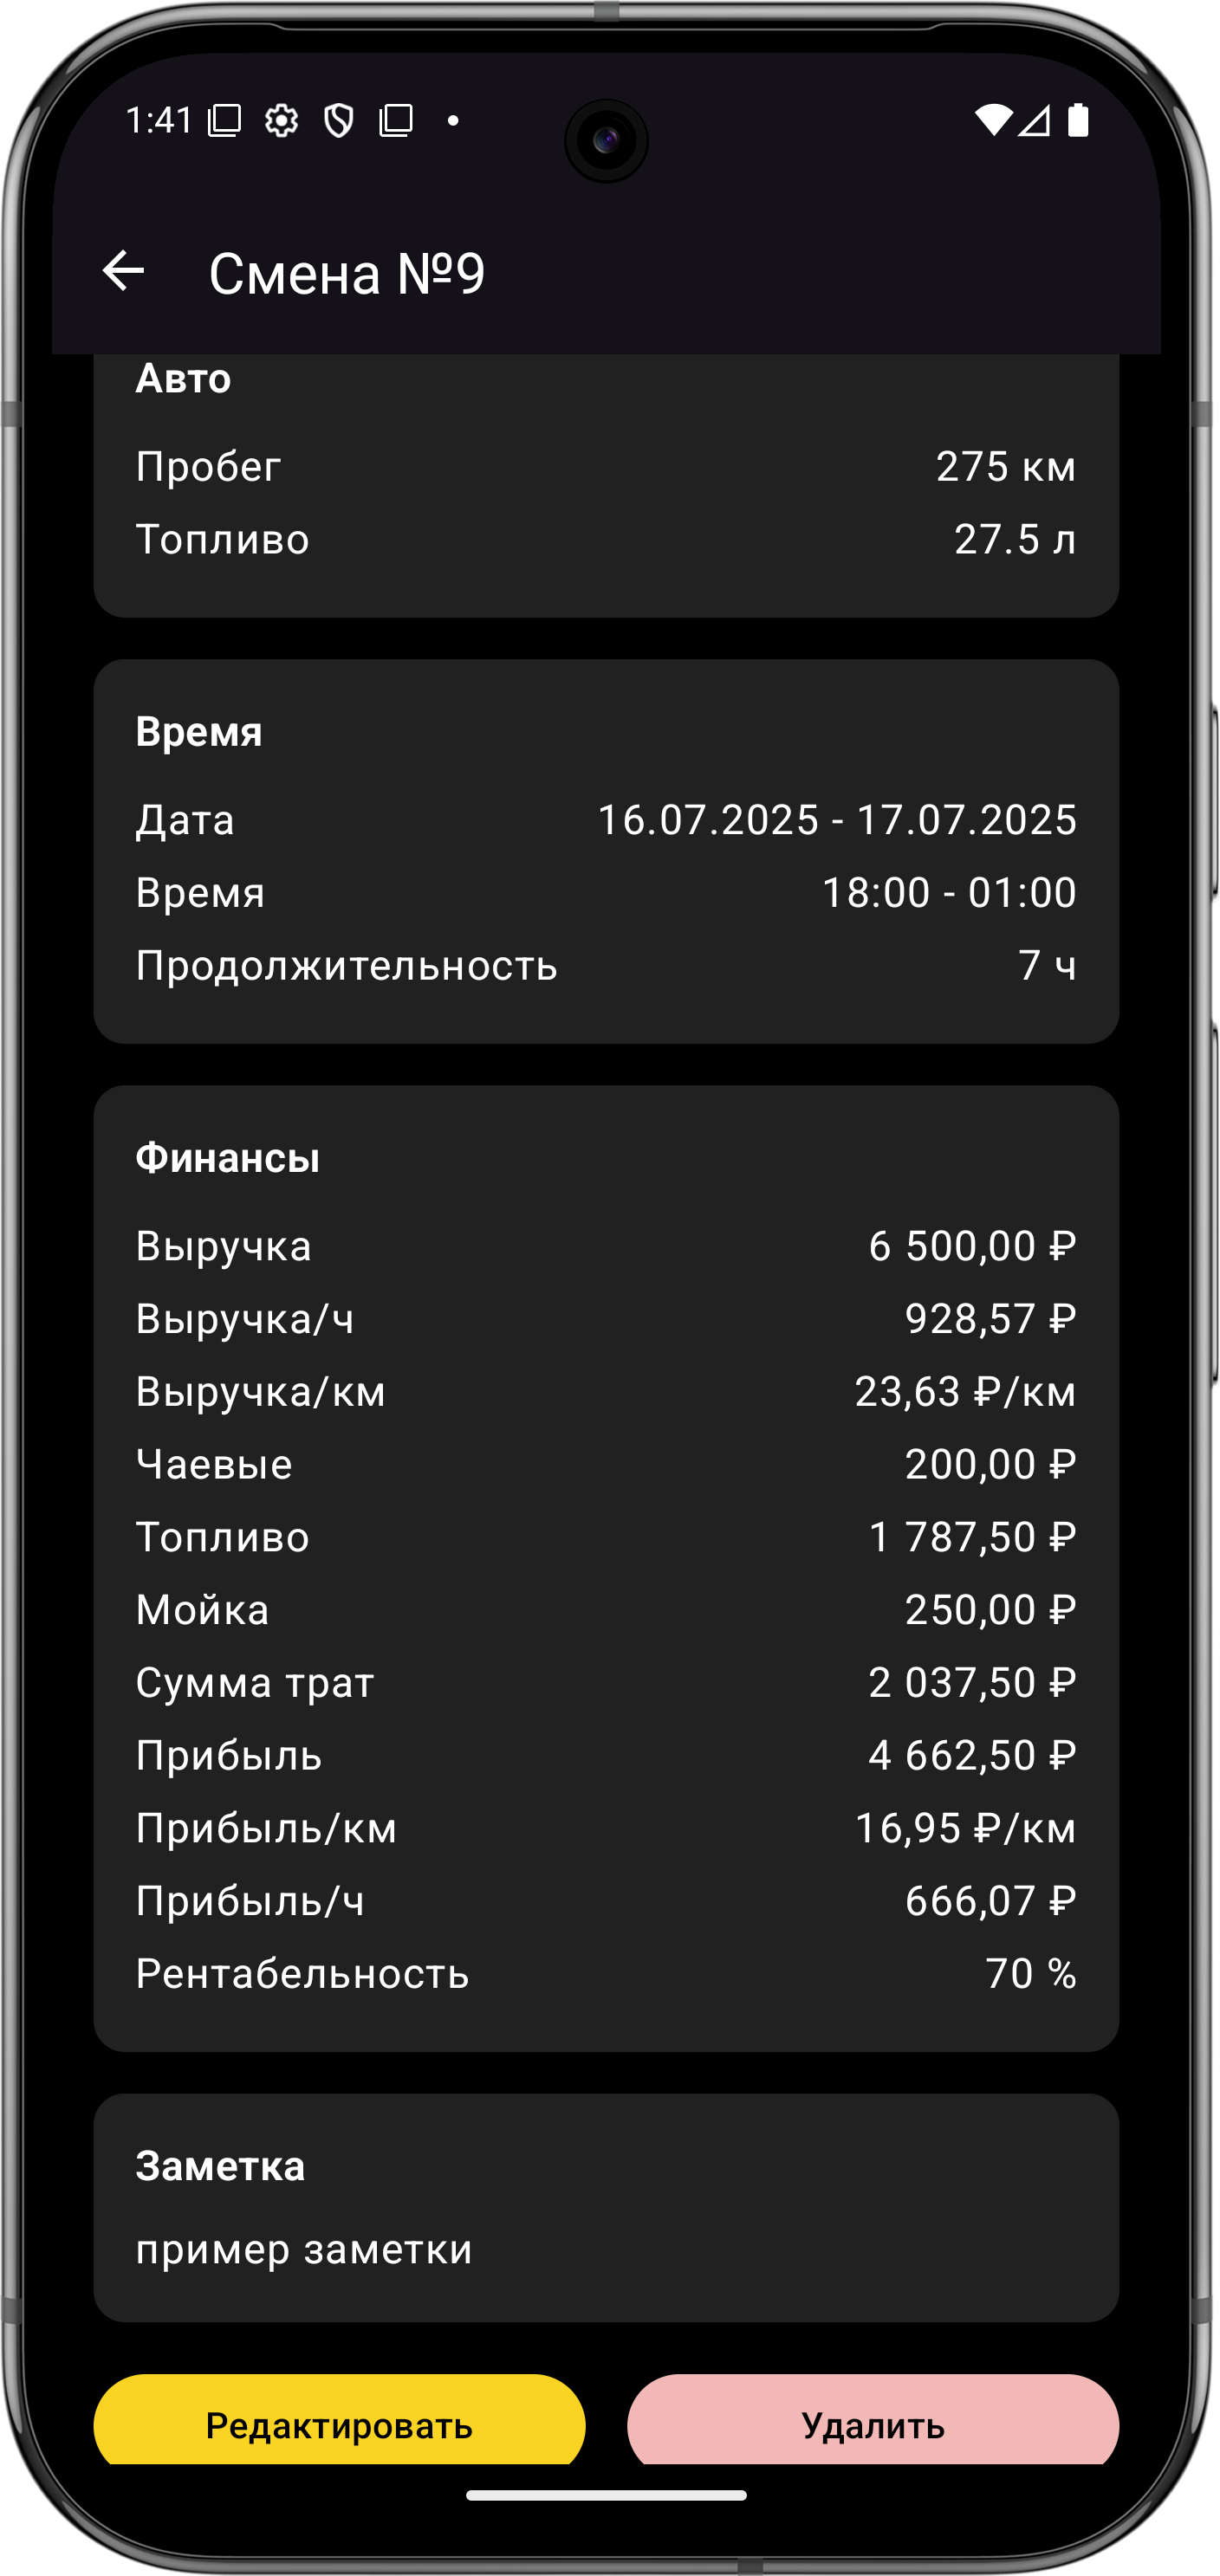 1:41
Смена №9
Авто
Пробег 275 км
Топливо 27.5 л
Время
Дата 16.07.2025 - 17.07.2025
Время 18:00 - 01:00
Продолжительность 7 ч
Финансы
Выручка 6 500,00 ₽
Выручка/ч 928,57 ₽
Выручка/км 23,63 ₽/км
Чаевые 200,00 ₽
Топливо 1 787,50 ₽
Мойка 250,00 ₽
Сумма трат 2 037,50 ₽
Прибыль 4 662,50 ₽
Прибыль/км 16,95 ₽/км
Прибыль/ч 666,07 ₽
Рентабельность 70 %
Заметка
пример заметки
Редактировать Удалить